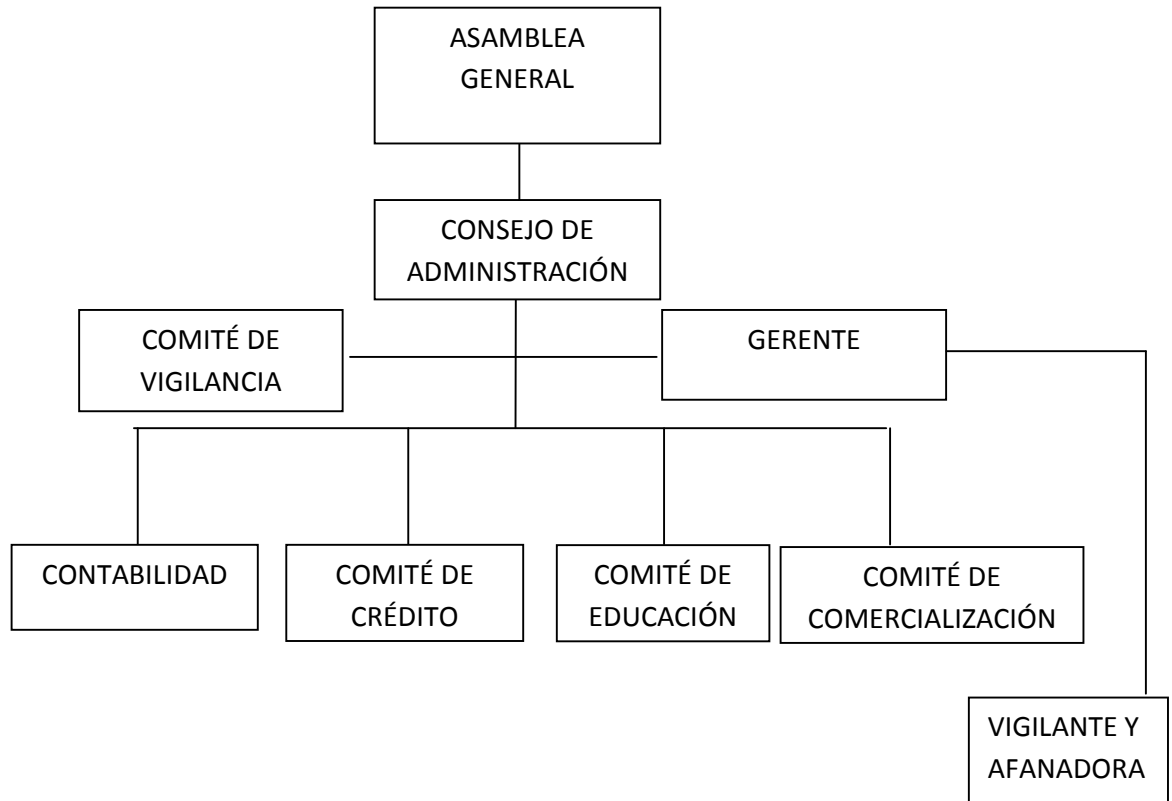 ASAMBLEA
GENERAL
CONSEJO DE
ADMINISTRACIÓN
COMITÉ DE
VIGILANCIA
GERENTE
CONTABILIDAD
COMITÉ DE
CRÉDITO
COMITÉ DE
EDUCACIÓN
COMITÉ DE
COMERCIALIZACIÓN
VIGILANTE Y
AFANADORA